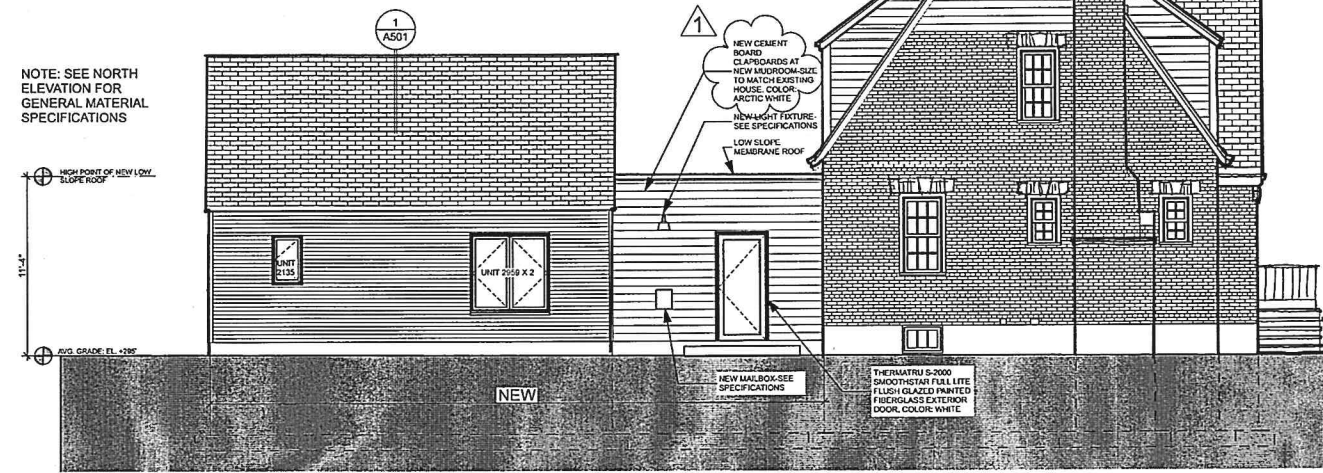 1
A501
1
NOTE: SEE NORTH
ELEVATION FOR
GENERAL MATERIAL
SPECIFICATIONS
NEW CEMENT
BOARD
CLAPBOARDS AT
NEW MUDROOM-SIZE
TO MATCH EXISTING
HOUSE. COLOR:
ARCTIC WHITE
NEW LIGHT FIXTURE-
SEE SPECIFICATIONS
LOW SLOPE
MEMBRANE ROOF
HIGH POINT OF NEW LOW
SLOPE ROOF
11'-4"
UNIT
2135
UNIT 2959 X 2
AVG. GRADE: EL. +295'
NEW MAILBOX-SEE
SPECIFICATIONS
THERMATRU S-2000
SMOOTHSTAR FULL LITE
FLUSH GLAZED PAINTED
FIBERGLASS EXTERIOR
DOOR, COLOR: WHITE
NEW